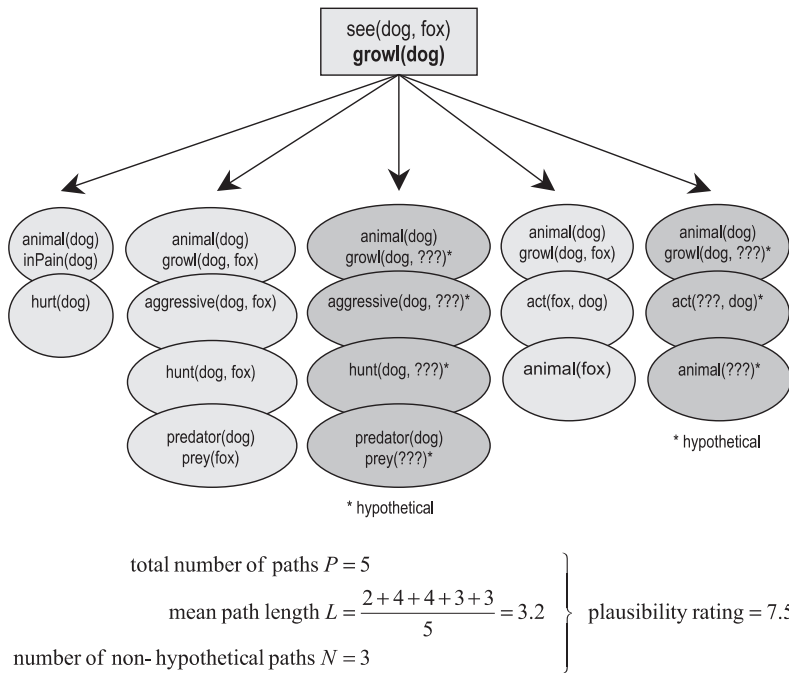 see(dog, fox)
growl(dog)
animal(dog)
inPain(dog)
hurt(dog)
animal(dog)
growl(dog, fox)
aggressive(dog, fox)
hunt(dog, fox)
predator(dog)
prey(fox)
animal(dog)
growl(dog, ???)*
aggressive(dog, ???)*
hunt(dog, ???)*
predator(dog)
prey(???)*
* hypothetical
animal(dog)
growl(dog, fox)
act(fox, dog)
animal(fox)
animal(dog)
growl(dog, ???)*
act(???, dog)*
animal(???)*
* hypothetical
total number of paths P = 5
mean path length L = (2 + 4 + 4 + 3 + 3) / 5 = 3.2
number of non- hypothetical paths N = 3
plausibility rating = 7.5